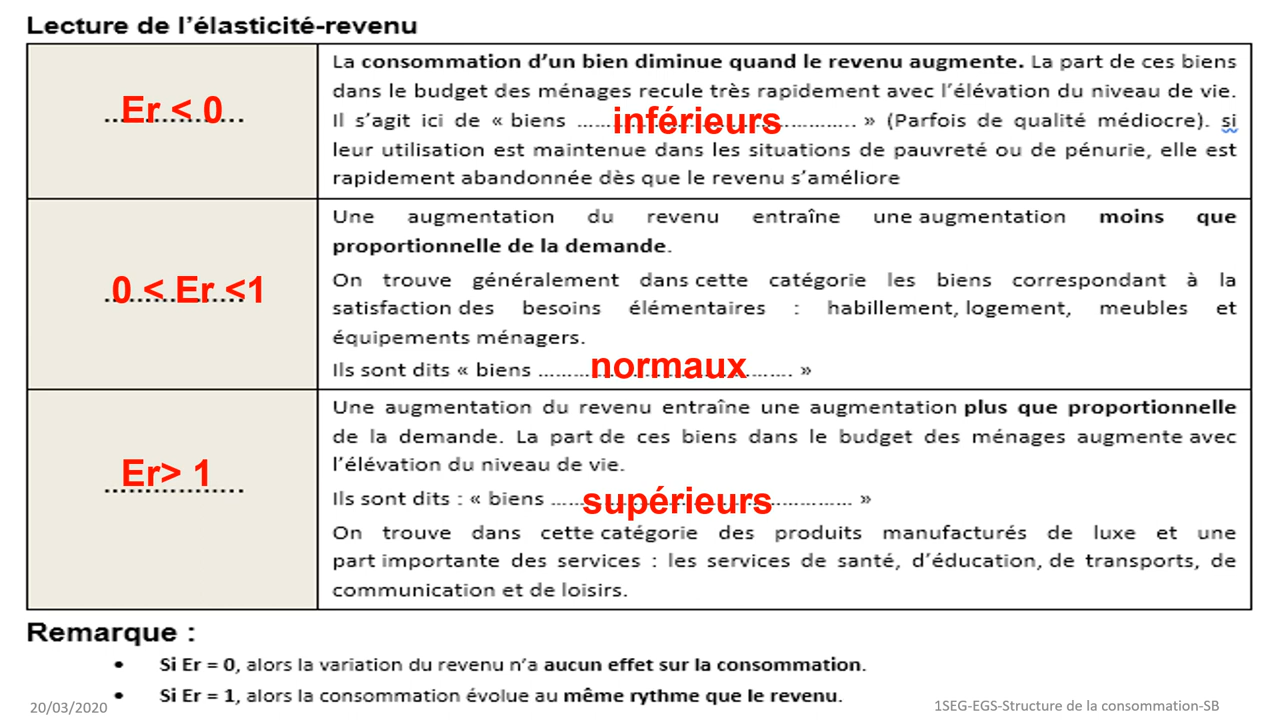 Lecture de l’élasticité-revenu
Er < 0
La consommation d’un bien diminue quand le revenu augmente. La part de ces biens
dans le budget des ménages recule très rapidement avec l’élévation du niveau de vie.
Il s’agit ici de « biens ...... inférieurs ............ » (Parfois de qualité médiocre). si
leur utilisation est maintenue dans les situations de pauvreté ou de pénurie, elle est
rapidement abandonnée dès que le revenu s’améliore
0 < Er <1
Une augmentation du revenu entraîne une augmentation moins que
proportionnelle de la demande.
On trouve généralement dans cette catégorie les biens correspondant à la
satisfaction des besoins élémentaires : habillement, logement, meubles et
équipements ménagers.
Ils sont dits « biens ......... normaux ......... »
Er> 1
Une augmentation du revenu entraîne une augmentation plus que proportionnelle
de la demande. La part de ces biens dans le budget des ménages augmente avec
l’élévation du niveau de vie.
Ils sont dits : « biens ...... supérieurs ............ »
On trouve dans cette catégorie des produits manufacturés de luxe et une
part importante des services : les services de santé, d’éducation, de transports, de
communication et de loisirs.
Remarque :
• Si Er = 0, alors la variation du revenu n’a aucun effet sur la consommation.
• Si Er = 1, alors la consommation évolue au même rythme que le revenu.
20/03/2020
1SEG-EGS-Structure de la consommation-SB